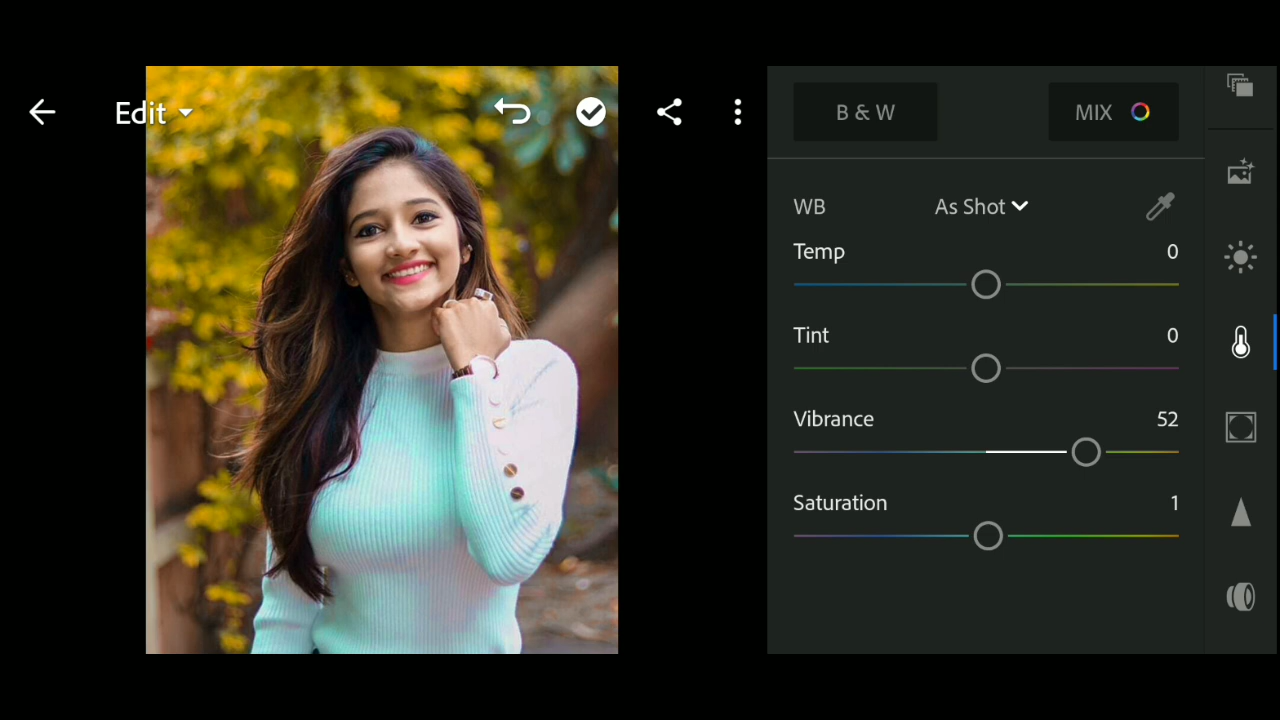 Edit
B & W
MIX
WB
As Shot
Temp
0
Tint
0
Vibrance
52
Saturation
1